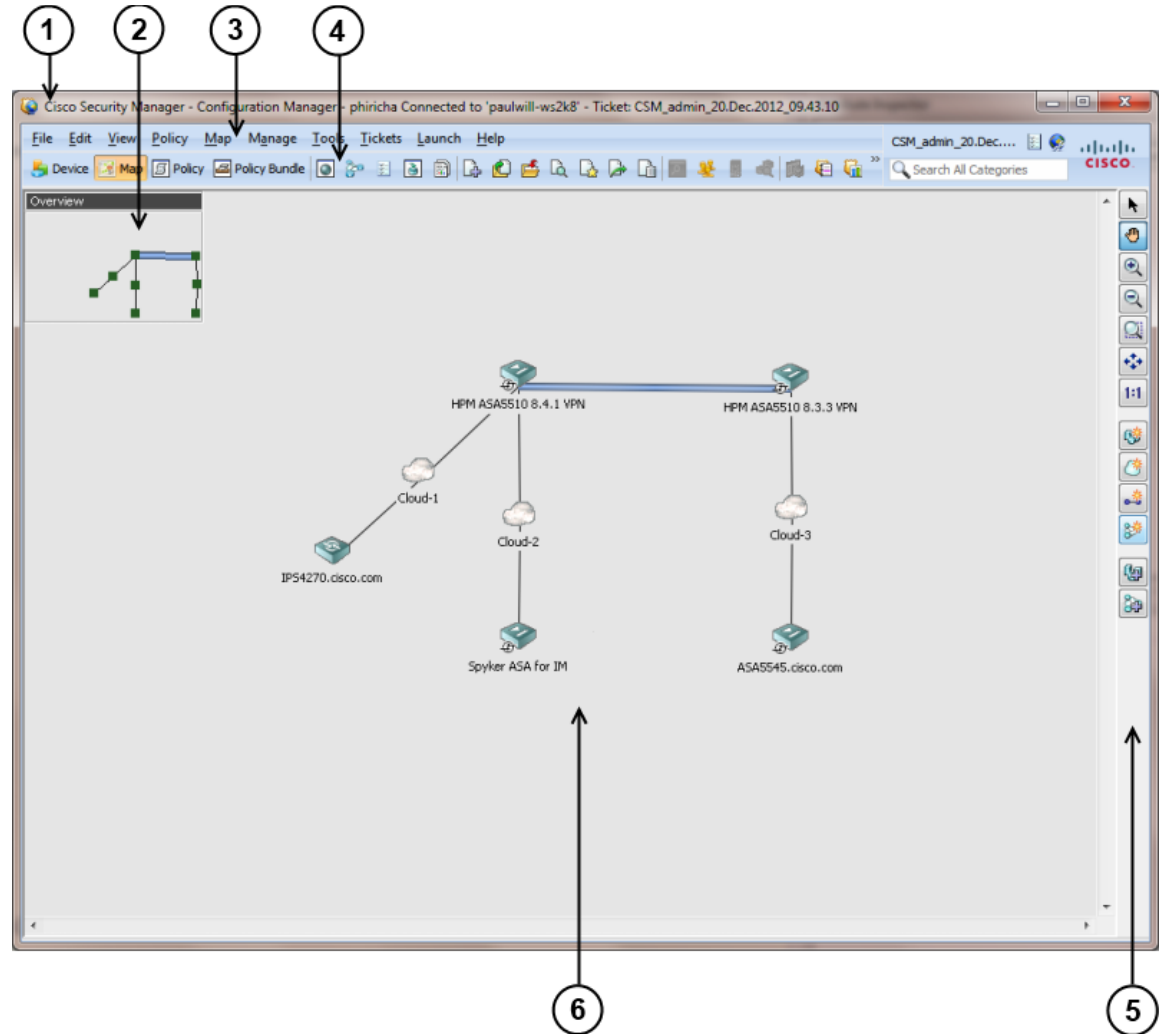 1 2 3 4
Cisco Security Manager - Configuration Manager - phiricha Connected to 'paulwill-ws2k8' - Ticket: CSM_admin_20.Dec.2012_09.43.10
File Edit View Policy Map Manage Tools Tickets Launch Help
CSM_admin_20.Dec....
Device Map Policy Policy Bundle
»
Search All Categories
CISCO
Overview
1:1
HPM ASA5510 8.4.1 VPN
HPM ASA5510 8.3.3 VPN
Cloud-1
Cloud-2
Cloud-3
IPS4270.cisco.com
Spyker ASA for IM
ASA5545.cisco.com
6 5